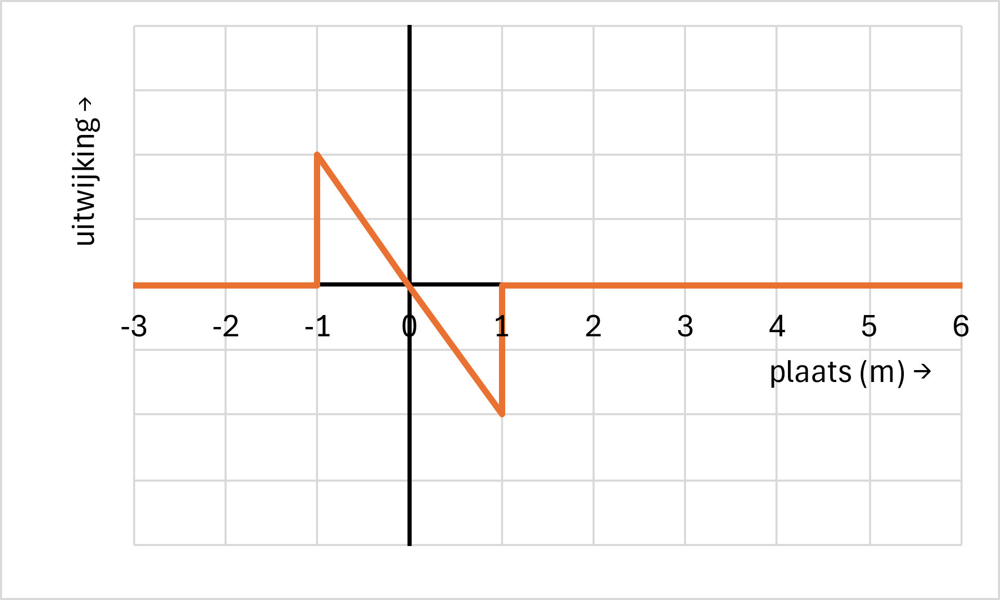 uitwijking →
-3 -2 -1 0 1 2 3 4 5 6
plaats (m) →